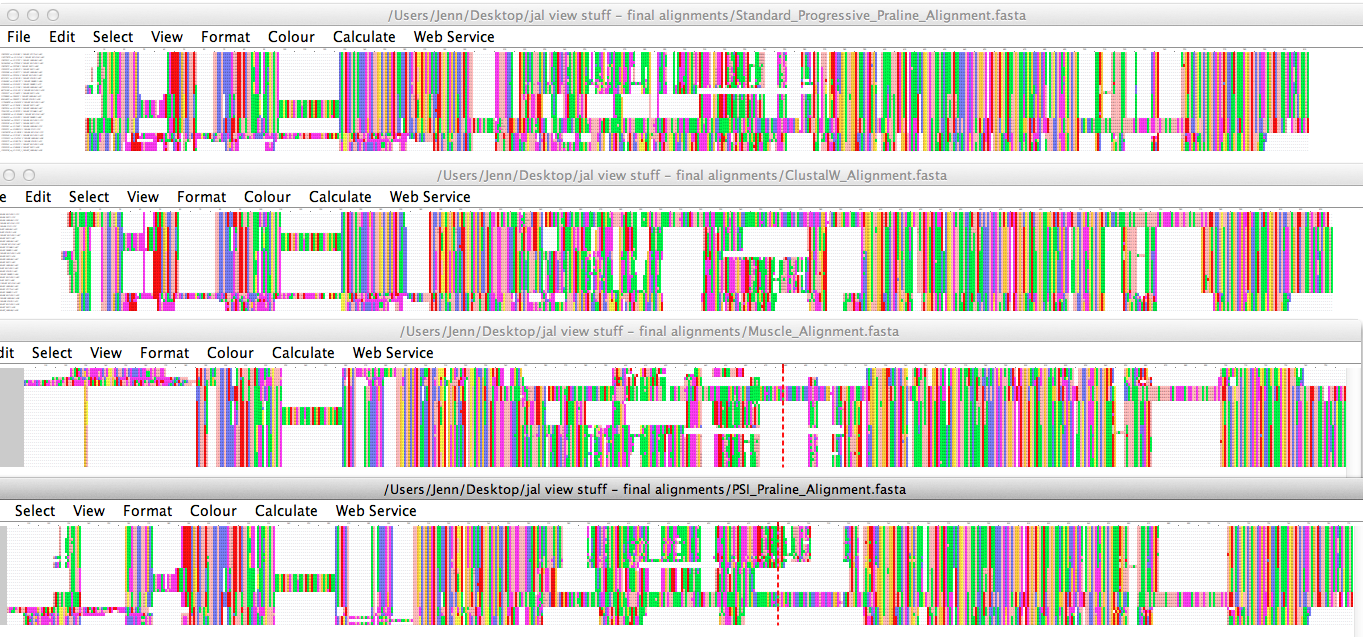 /Users/Jenn/Desktop/jal view stuff – final alignments/Standard_Progressive_Praline_Alignment.fasta
File Edit Select View Format Colour Calculate Web Service
/Users/Jenn/Desktop/jal view stuff – final alignments/ClustalW_Alignment.fasta
e Edit Select View Format Colour Calculate Web Service
/Users/Jenn/Desktop/jal view stuff – final alignments/Muscle_Alignment.fasta
dit Select View Format Colour Calculate Web Service
/Users/Jenn/Desktop/jal view stuff – final alignments/PSI_Praline_Alignment.fasta
Select View Format Colour Calculate Web Service